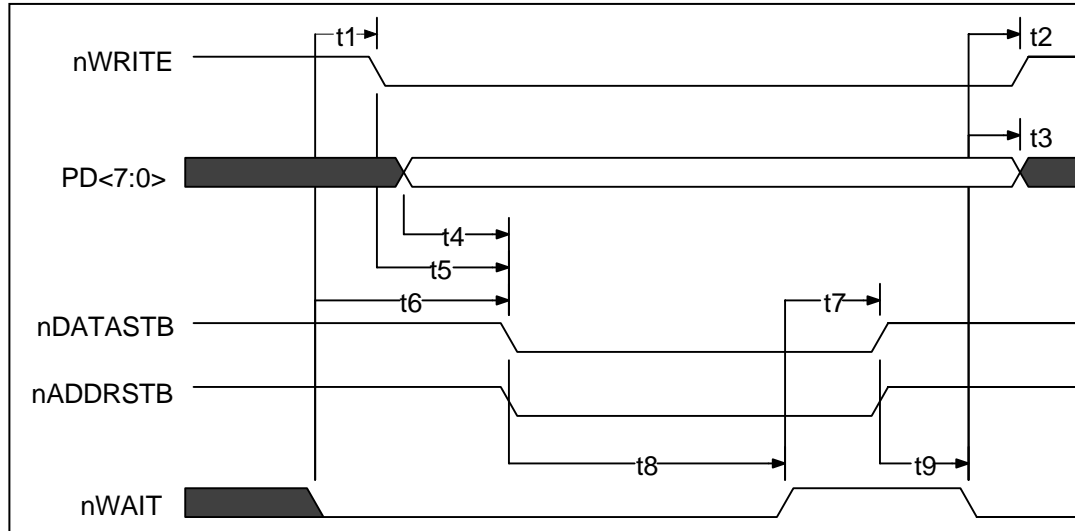 t1
t2
nWRITE
t3
PD<7:0>
t4
t5
t6
t7
nDATASTB
nADDRSTB
t8
t9
nWAIT